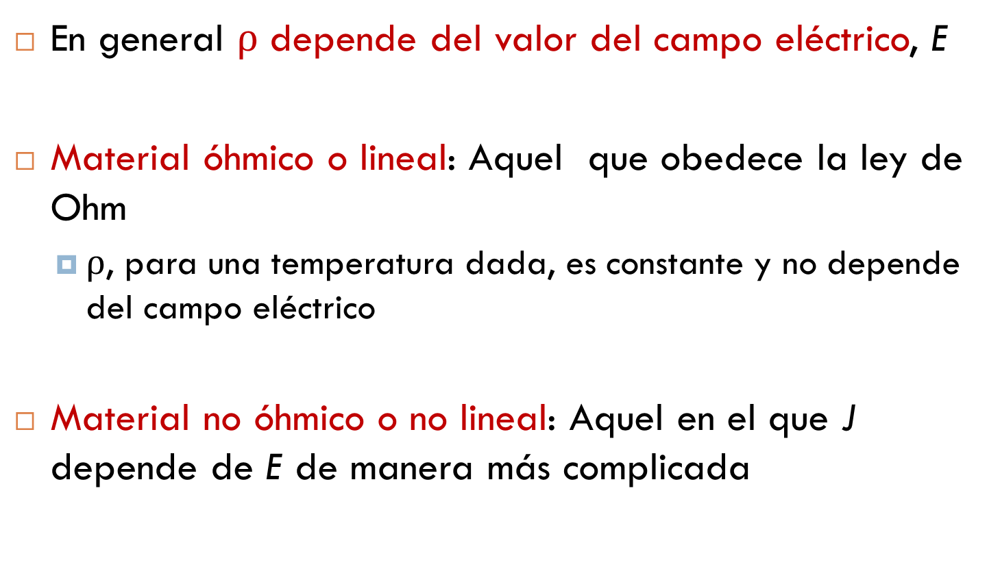 En general ρ depende del valor del campo eléctrico, E
Material óhmico o lineal: Aquel que obedece la ley de
Ohm
ρ, para una temperatura dada, es constante y no depende
del campo eléctrico
Material no óhmico o no lineal: Aquel en el que J
depende de E de manera más complicada